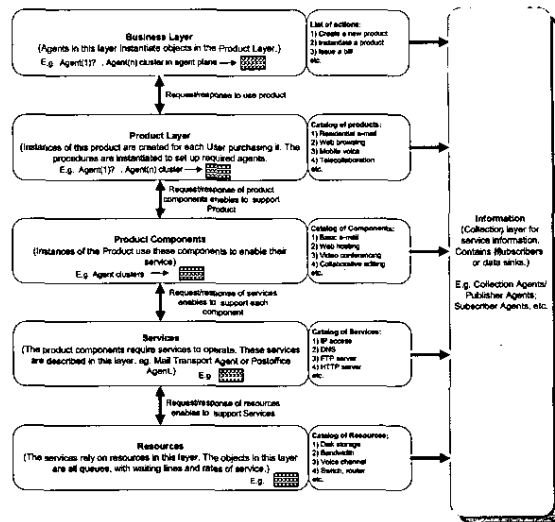 Business Layer
(Agents in this layer Instantiate objects in the Product Layer.)
E.g. Agent(1)? . Agent(n) cluster in agent plane
List of actions:
1) Create a new product
2) Instantiate a product
3) Issue a bill
etc.
Request/response to use product
Product Layer
(Instances of this product are created for each User purchasing it. The
procedures are instantiated to set up required agents.
E.g. Agent(1)? . Agent(n) cluster
Catalog of products:
1) Residential e-mail
2) Web browsing
3) Mobile voice
4) Telecollaboration
etc.
Request/response of product
components enables to support
Product
Product Components
(Instances of the Product use these components to enable their
service)
E.g. Agent clusters
Catalog of Components:
1) Basic e-mail
2) Web hosting
3) Video conferencing
4) Collaborative editing
etc.
Request/response of services
enables to support each
component
Services
(The product components require services to operate. These services
are described in this layer. eg. Mail Transport Agent or Postoffice
Agent.)
E.g
Catalog of Services:
1) IP access
2) DNS
3) FTP server
4) HTTP server
etc.
Request/response of resources
enables to support Services
Resources
(The services rely on resources in this layer. The objects in this layer
are all queues, with waiting lines and rates of service.)
E.g.
Catalog of Resources:
1) Disk storage
2) Bandwidth
3) Voice channel
4) Switch, router
etc.
Information
(Collection layer for
service information.
Contains subscribers
or data sinks.)
E.g. Collection Agents/
Publisher Agents;
Subscriber Agents, etc.